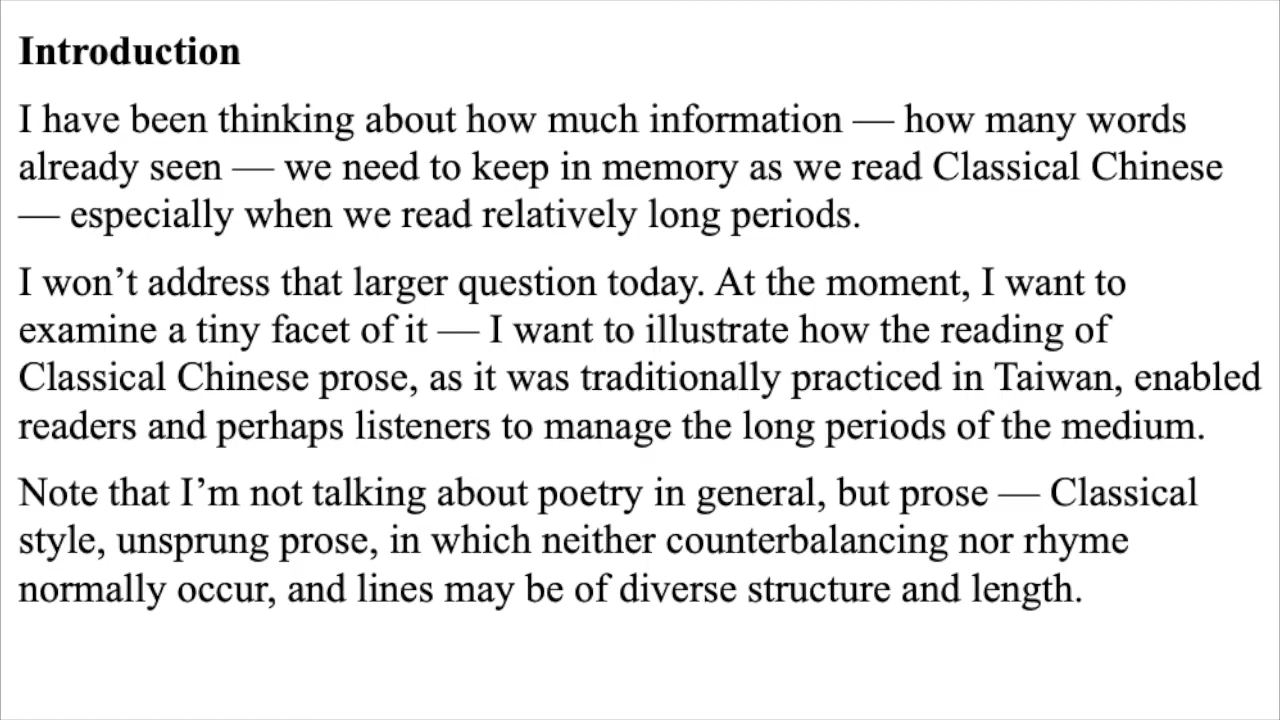 Introduction
I have been thinking about how much information — how many words
already seen — we need to keep in memory as we read Classical Chinese
— especially when we read relatively long periods.
I won’t address that larger question today. At the moment, I want to
examine a tiny facet of it — I want to illustrate how the reading of
Classical Chinese prose, as it was traditionally practiced in Taiwan, enabled
readers and perhaps listeners to manage the long periods of the medium.
Note that I’m not talking about poetry in general, but prose — Classical
style, unsprung prose, in which neither counterbalancing nor rhyme
normally occur, and lines may be of diverse structure and length.